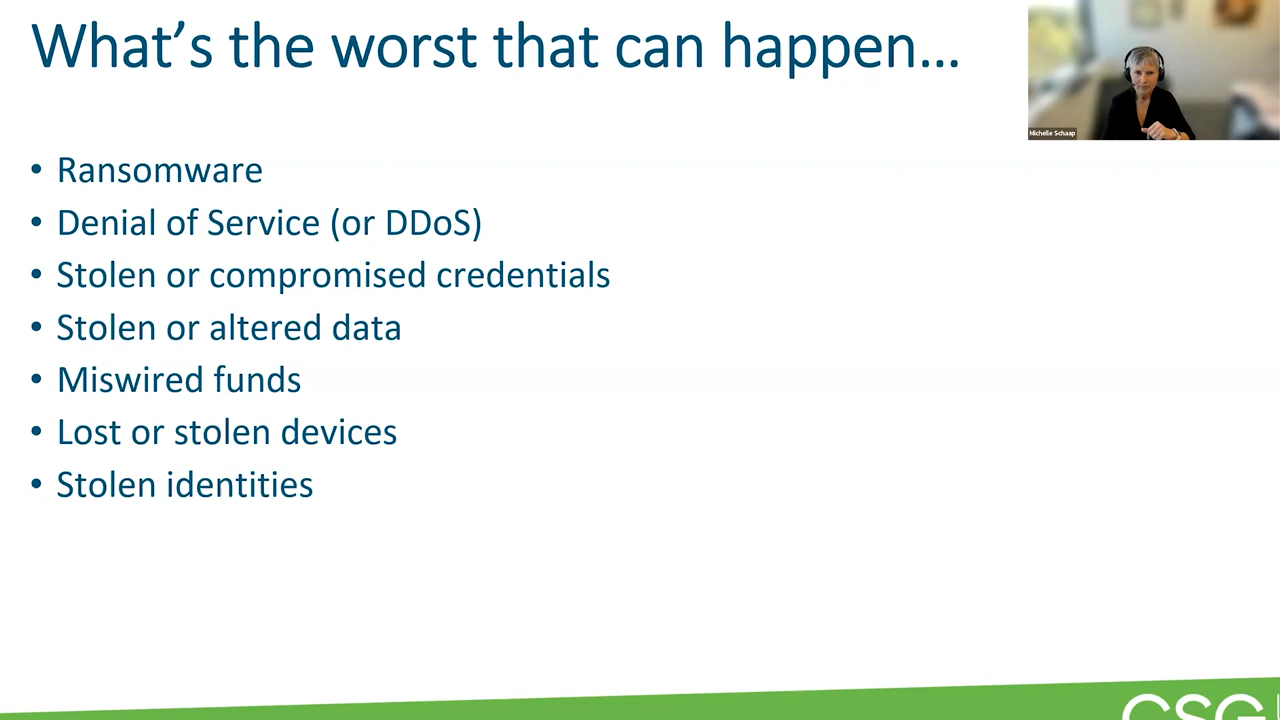 What's the worst that can happen...
Michelle Schaap
• Ransomware
• Denial of Service (or DDoS)
• Stolen or compromised credentials
• Stolen or altered data
• Miswired funds
• Lost or stolen devices
• Stolen identities
CSG